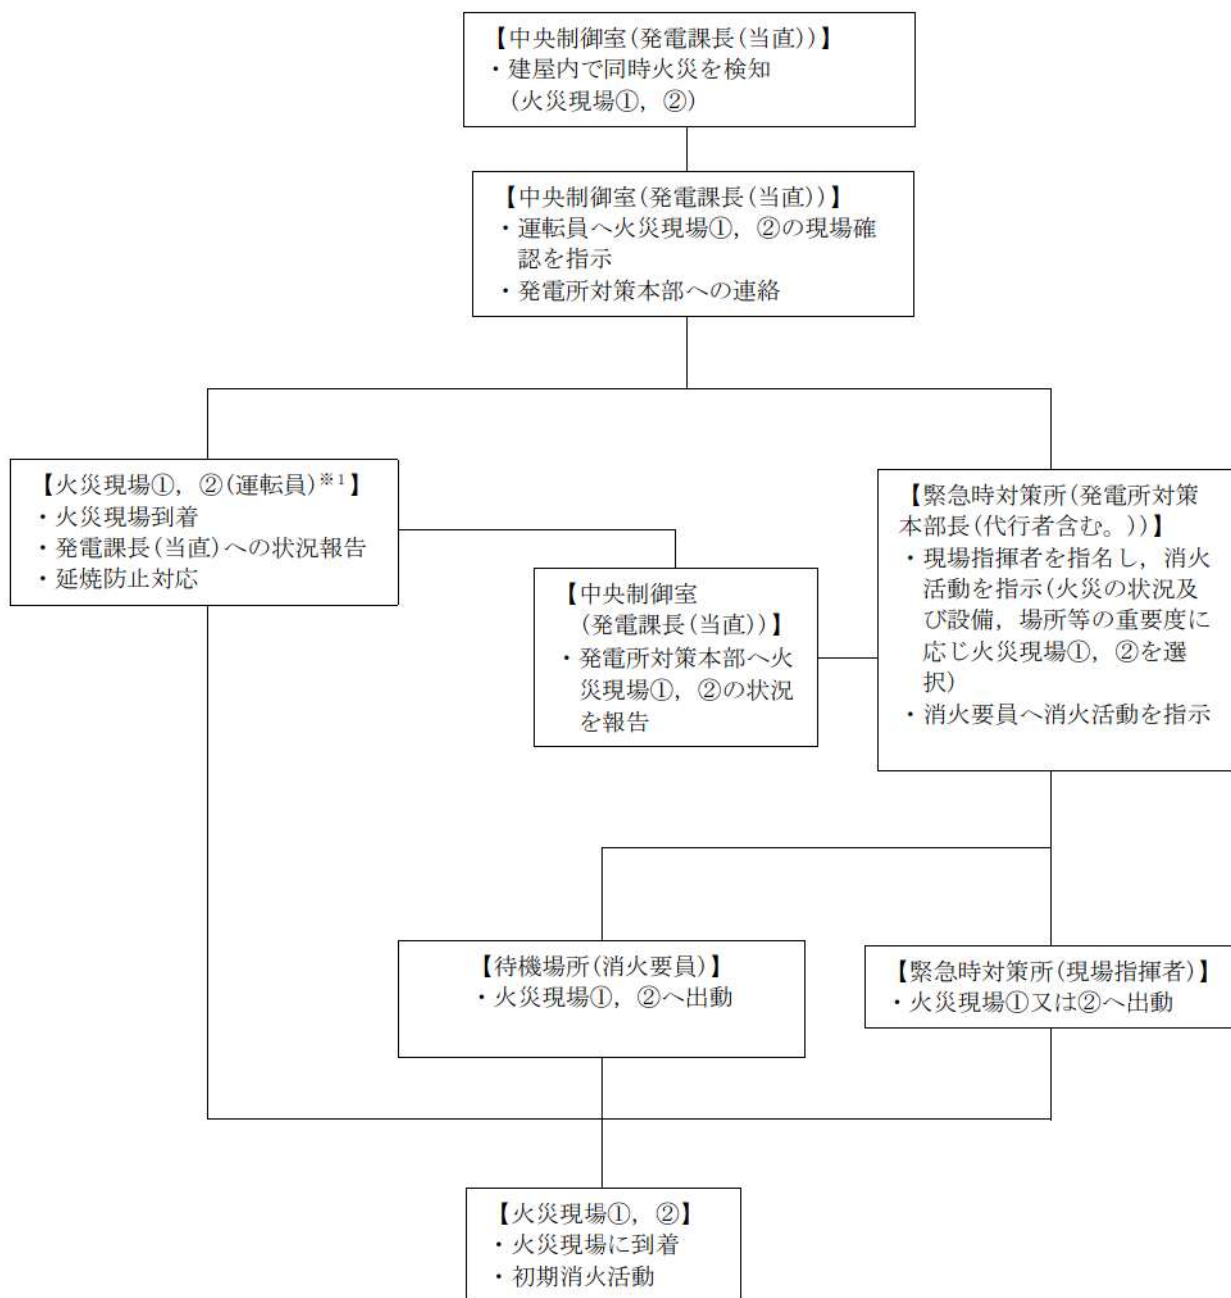 【中央制御室(発電課長(当直))】
・建屋内で同時火災を検知
(火災現場①，②)
【中央制御室(発電課長(当直))】
・運転員へ火災現場①，②の現場確
認を指示
・発電所対策本部への連絡
【火災現場①，②(運転員)※1】
・火災現場到着
・発電課長(当直)への状況報告
・延焼防止対応
【中央制御室
(発電課長(当直))】
・発電所対策本部へ火
災現場①，②の状況
を報告
【緊急時対策所(発電所対策
本部長(代行者含む。))】
・現場指揮者を指名し，消火
活動を指示(火災の状況及
び設備，場所等の重要度に
応じ火災現場①，②を選
択)
・消火要員へ消火活動を指示
【待機場所(消火要員)】
・火災現場①，②へ出動
【緊急時対策所(現場指揮者)】
・火災現場①又は②へ出動
【火災現場①，②】
・火災現場に到着
・初期消火活動